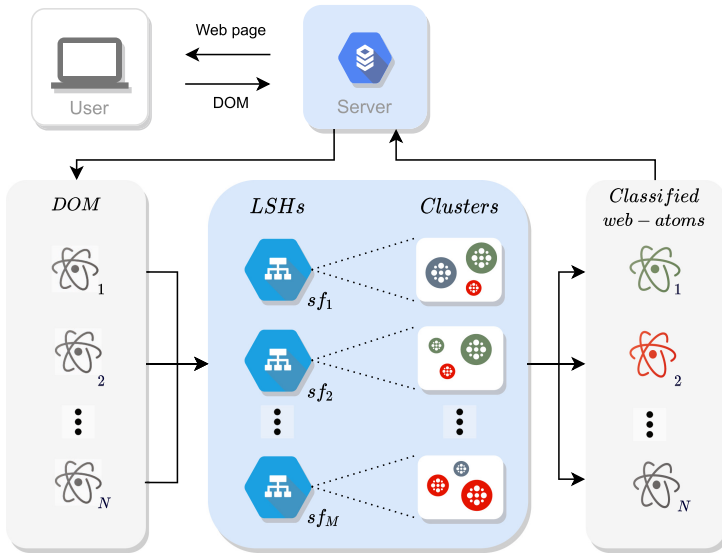 Web page
DOM
User
Server
DOM
LSHs
Clusters
Classified
web-atoms
1
sf1
1
2
sf2
2
N
sfM
N